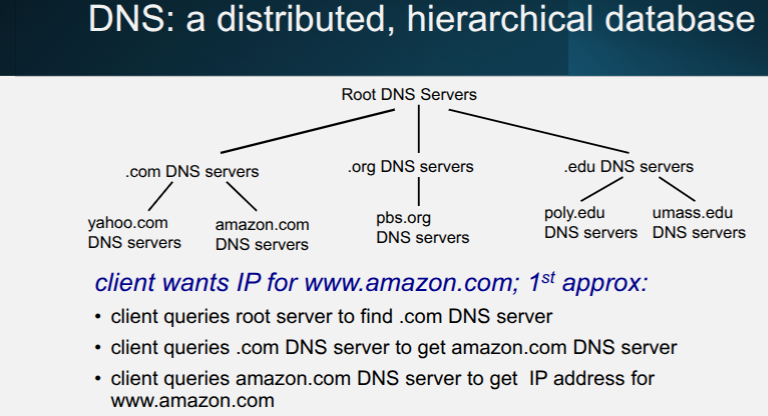 DNS: a distributed, hierarchical database
Root DNS Servers
.com DNS servers
.org DNS servers
.edu DNS servers
yahoo.com
DNS servers
amazon.com
DNS servers
pbs.org
DNS servers
poly.edu
DNS servers
umass.edu
DNS servers
client wants IP for www.amazon.com; 1st approx:
• client queries root server to find .com DNS server
• client queries .com DNS server to get amazon.com DNS server
• client queries amazon.com DNS server to get IP address for
www.amazon.com